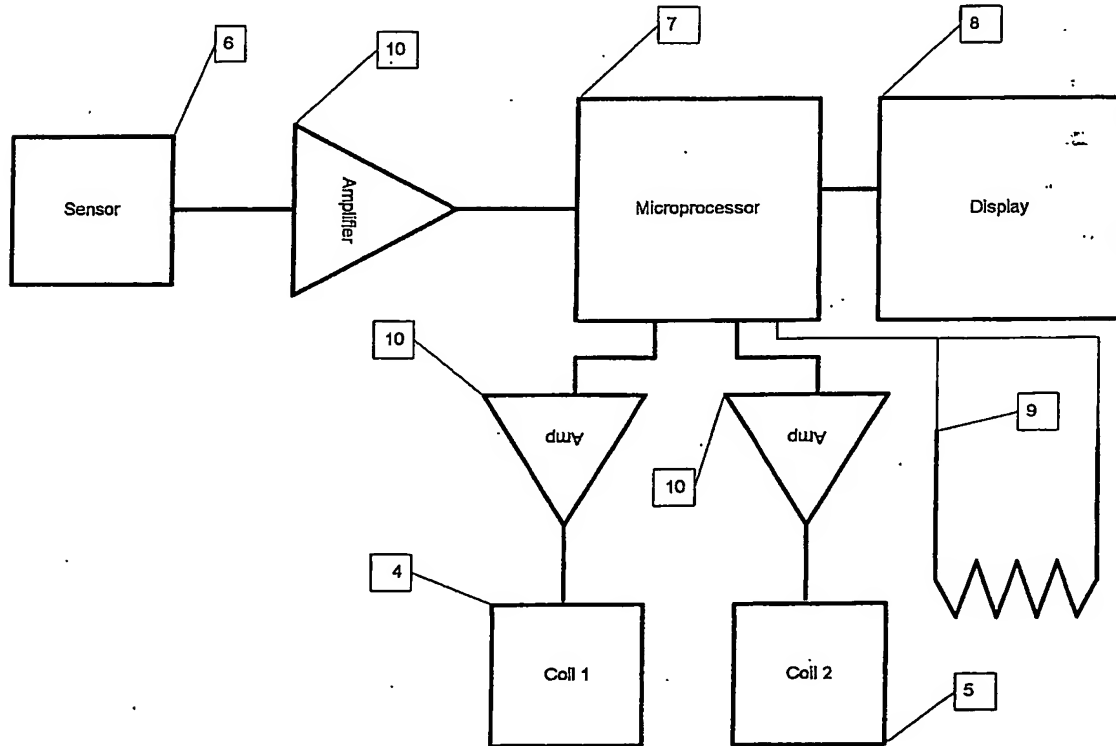 6
10
7
8
Sensor
Amplifier
Microprocessor
Display
10
Amp
10
Amp
9
4
Coil 1
Coil 2
5